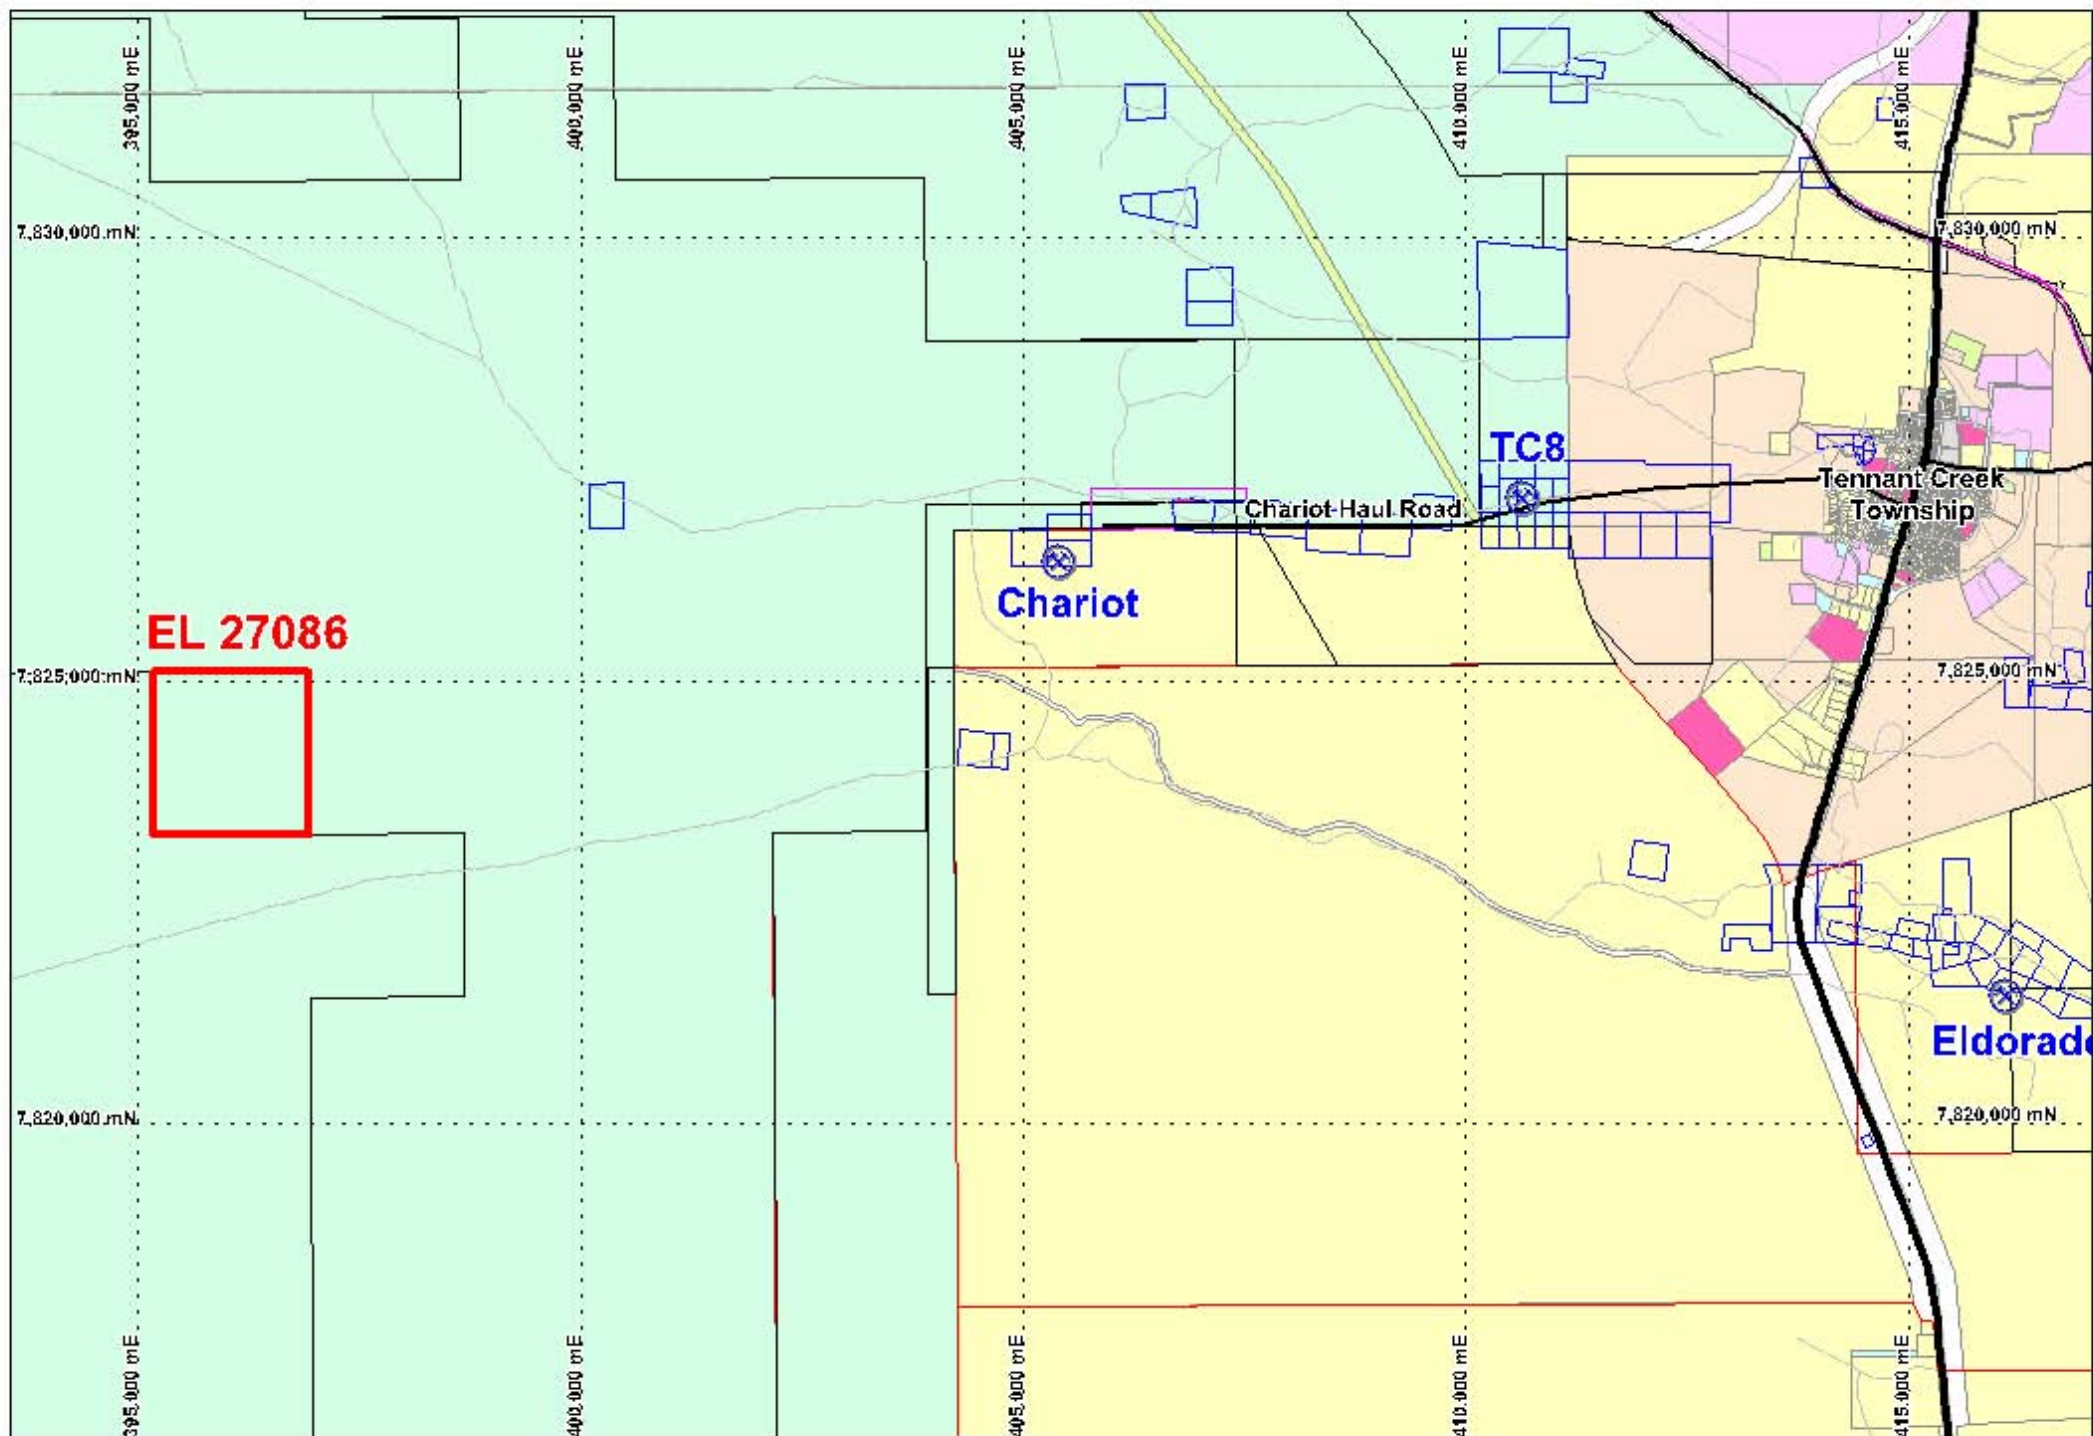 395,000 mE
400,000 mE
405,000 mE
410,000 mE
415,000 mE
7,830,000 mN
7,830,000 mN
TC8
Tennant Creek
Township
Chariot Haul Road
Chariot
EL 27086
7,825,000 mN
7,825,000 mN
Eldorado
7,820,000 mN
7,820,000 mN
395,000 mE
400,000 mE
405,000 mE
410,000 mE
415,000 mE